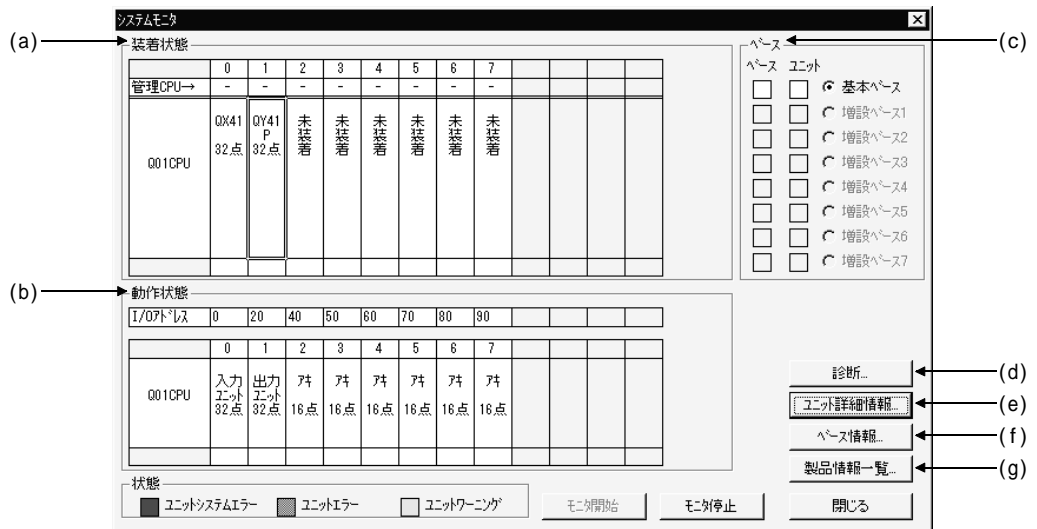 システムモニタ
(a)
装着状態
0 1 2 3 4 5 6 7
管理CPU→ - - - - - - - -
Q01CPU
QX41
32点
QY41
P
32点
未装着
未装着
未装着
未装着
未装着
未装着
(c)
ベース
ベース ユニット
基本ベース
増設ベース1
増設ベース2
増設ベース3
増設ベース4
増設ベース5
増設ベース6
増設ベース7
(b)
動作状態
I/Oアドレス 0 20 40 50 60 70 80 90
0 1 2 3 4 5 6 7
Q01CPU
入力
ユニット
32点
出力
ユニット
32点
アキ
16点
アキ
16点
アキ
16点
アキ
16点
アキ
16点
アキ
16点
診断...
(d)
ユニット詳細情報...
(e)
ベース情報...
(f)
製品情報一覧...
(g)
状態
ユニットシステムエラー ユニットエラー ユニットワーニング
モニタ開始
モニタ停止
閉じる